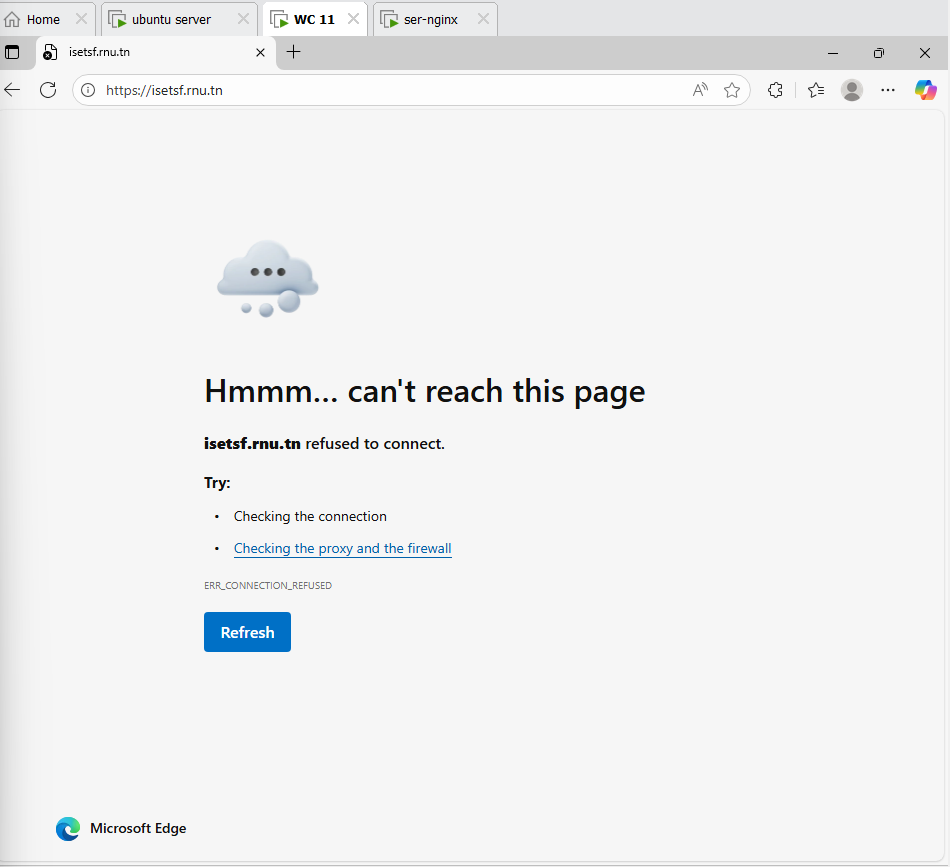 Home
ubuntu server
WC 11
ser-nginx
isetsf.rnu.tn
https://isetsf.rnu.tn
Hmmm... can't reach this page
isetsf.rnu.tn refused to connect.
Try:
• Checking the connection
• Checking the proxy and the firewall
ERR_CONNECTION_REFUSED
Refresh
Microsoft Edge